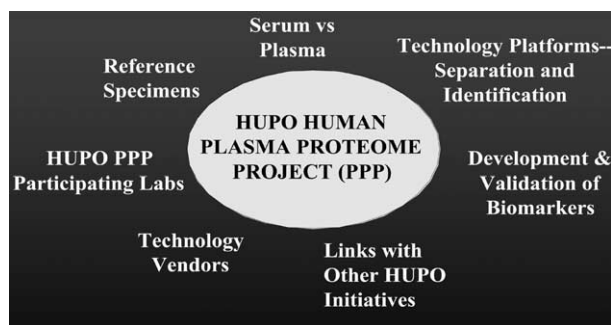 Serum vs
Plasma
Technology Platforms--
Separation and
Identification
Reference
Specimens
HUPO HUMAN
PLASMA PROTEOME
PROJECT (PPP)
HUPO PPP
Participating Labs
Development &
Validation of
Biomarkers
Technology
Vendors
Links with
Other HUPO
Initiatives